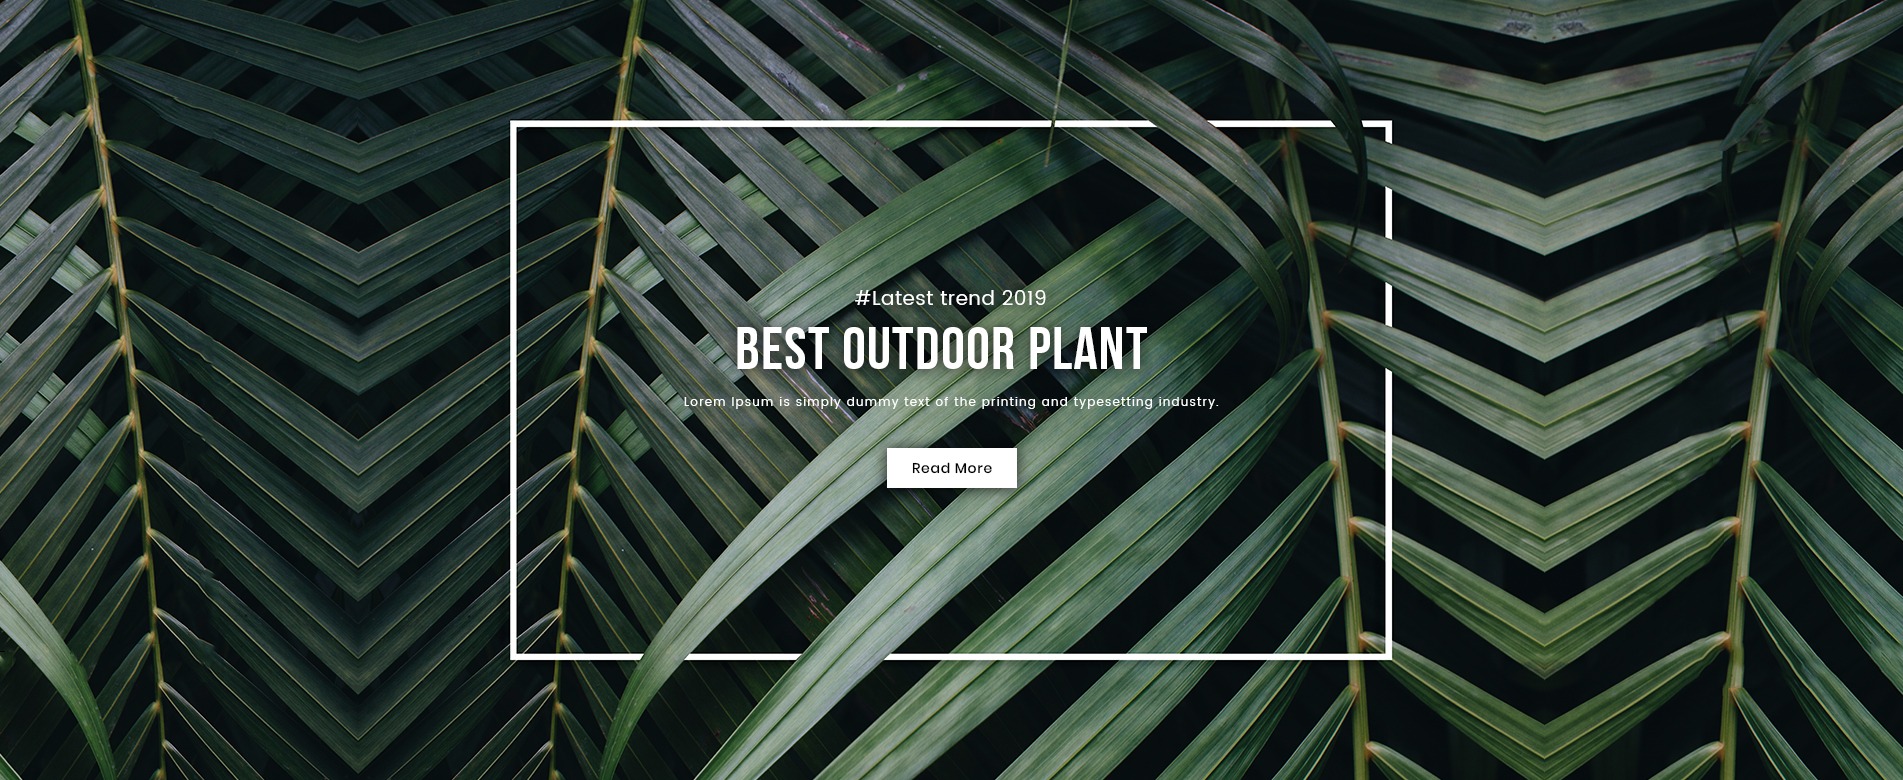 #Latest trend 2019
BEST OUTDOOR PLANT
Lorem Ipsum is simply dummy text of the printing and typesetting industry.
Read More